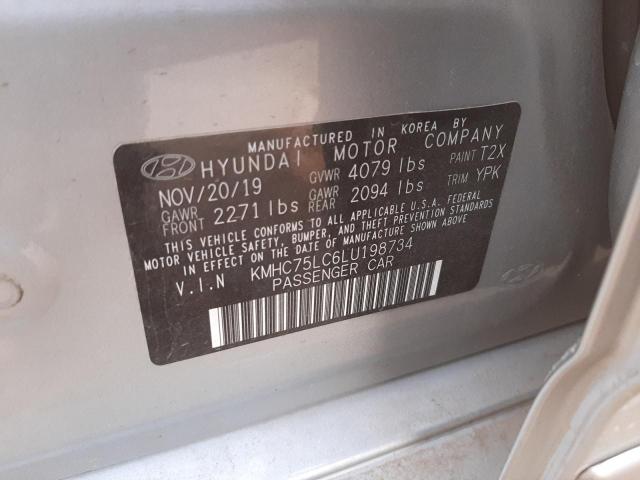 MANUFACTURED IN KOREA BY
HYUNDAI MOTOR COMPANY
NOV/20/19 GVWR 4079 lbs PAINT T2X
GAWR FRONT 2271 lbs GAWR REAR 2094 lbs TRIM YPK
THIS VEHICLE CONFORMS TO ALL APPLICABLE U.S.A. FEDERAL
MOTOR VEHICLE SAFETY, BUMPER, AND THEFT PREVENTION STANDARDS
IN EFFECT ON THE DATE OF MANUFACTURE SHOWN ABOVE.
V.I.N KMHC75LC6LU198734
PASSENGER CAR